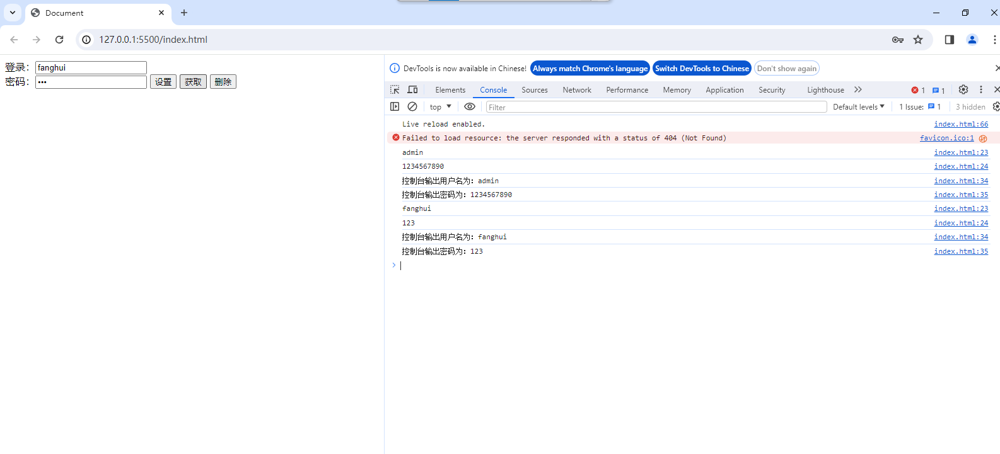 Document
127.0.0.1:5500/index.html
登录： fanghui
密码： ••• 设置 获取 删除
DevTools is now available in Chinese! Always match Chrome's language Switch DevTools to Chinese Don't show again
Elements Console Sources Network Performance Memory Application Security Lighthouse 1 1
top Filter Default levels 1 Issue: 1 3 hidden
Live reload enabled. index.html:66
Failed to load resource: the server responded with a status of 404 (Not Found) favicon.ico:1
admin index.html:23
1234567890 index.html:24
控制台输出用户名为：admin index.html:34
控制台输出密码为：1234567890 index.html:35
fanghui index.html:23
123 index.html:24
控制台输出用户名为：fanghui index.html:34
控制台输出密码为：123 index.html:35